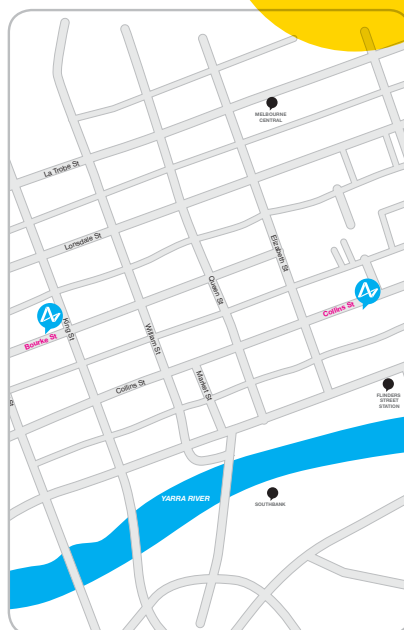 MELBOURNE
CENTRAL
La Trobe St
Lonsdale St
Elizabeth St
Queen St
Collins St
King St
William St
Bourke St
Collins St
Market St
FLINDERS
STREET
STATION
YARRA RIVER
SOUTHBANK